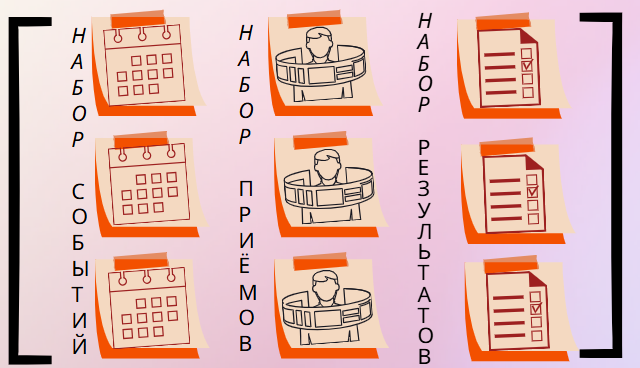 НАБОР СОБЫТИЙ
НАБОР ПРИЁМОВ
НАБОР РЕЗУЛЬТАТОВ